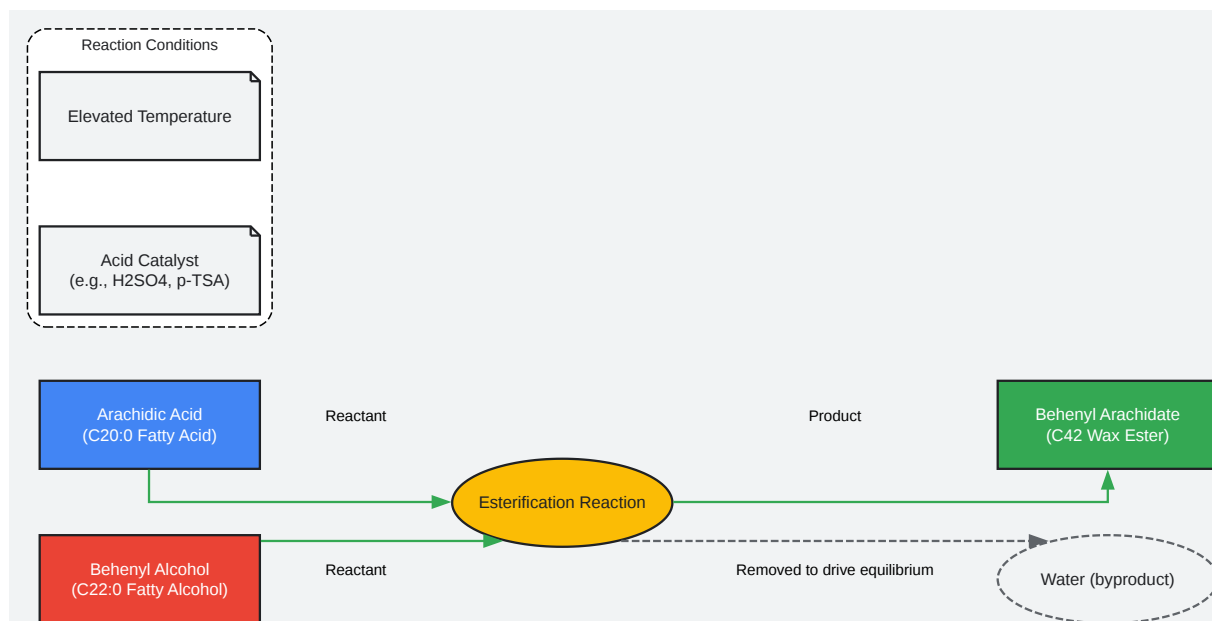 Reaction Conditions
Elevated Temperature
Acid Catalyst
(e.g., H2SO4, p-TSA)
Arachidic Acid
(C20:0 Fatty Acid)
Reactant
Product
Behenyl Arachidate
(C42 Wax Ester)
Esterification Reaction
Behenyl Alcohol
(C22:0 Fatty Alcohol)
Reactant
Removed to drive equilibrium
Water (byproduct)